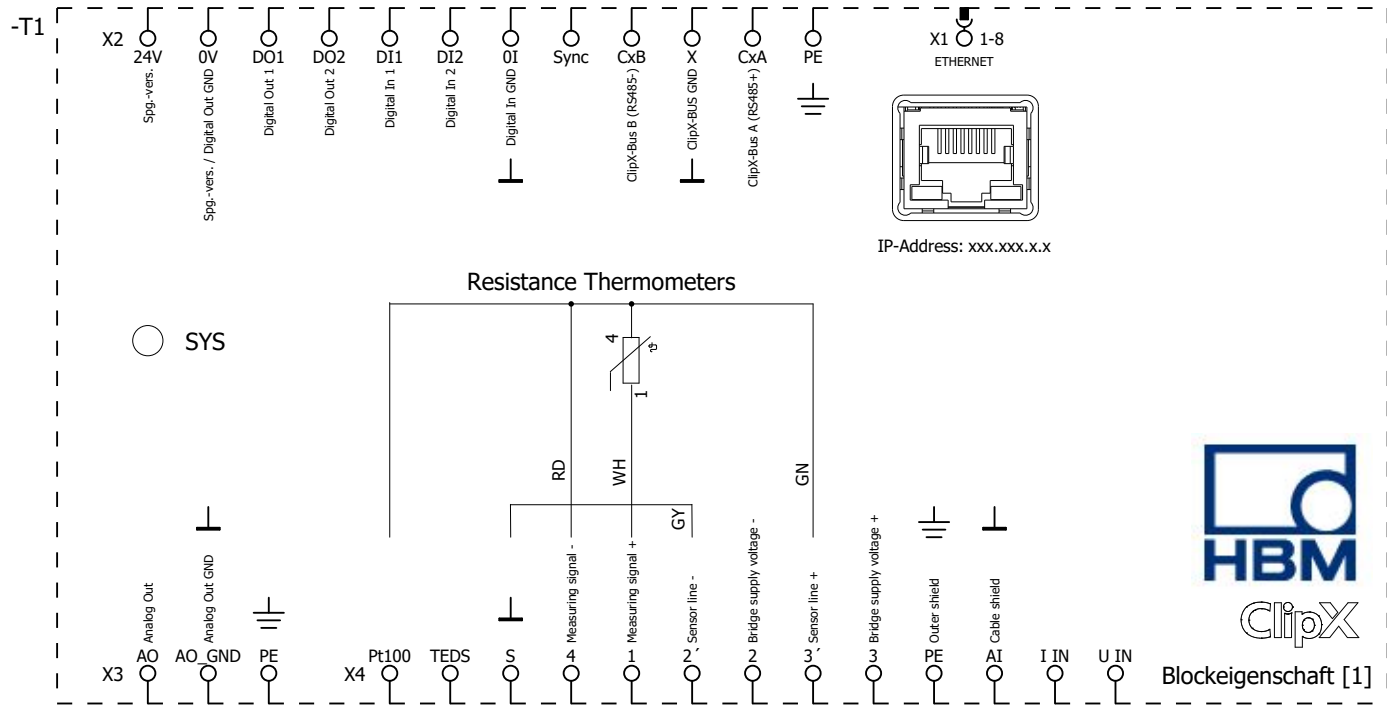 -T1
X2
24V
0V
DO1
DO2
DI1
DI2
0I
Sync
CxB
X
CxA
PE
X1
1-8
ETHERNET
Spg.-vers.
Spg.-vers. / Digital Out GND
Digital Out 1
Digital Out 2
Digital In 1
Digital In 2
Digital In GND
ClipX-Bus B (RS485-)
ClipX-BUS GND
ClipX-Bus A (RS485+)
IP-Address: xxx.xxx.x.x
Resistance Thermometers
SYS
4
1
RD
WH
GN
GY
HBM
ClipX
Analog Out
Analog Out GND
Measuring signal -
Measuring signal +
Sensor line -
Bridge supply voltage -
Sensor line +
Bridge supply voltage +
Outer shield
Cable shield
X3
AO
AO_GND
PE
X4
Pt100
TEDS
S
4
1
2`
2
3`
3
PE
AI
I IN
U IN
Blockeigenschaft [1]